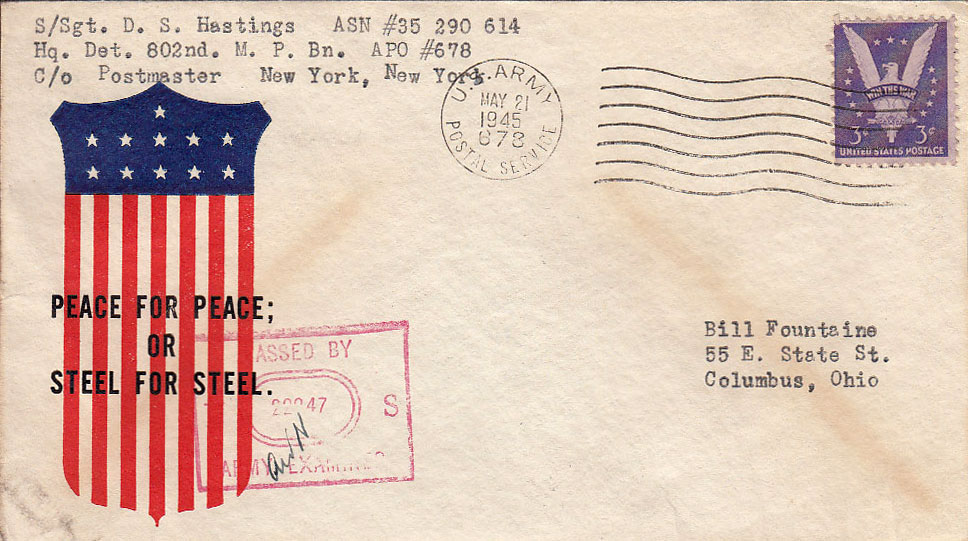 S/Sgt. D. S. Hastings ASN #35 290 614
Hq. Det. 802nd. M. P. Bn. APO #678
C/o Postmaster New York, New York
U.S. ARMY
MAY 21
1945
678
POSTAL SERVICE
WIN THE WAR
3¢ 3¢
UNITED STATES POSTAGE
PEACE FOR PEACE;
OR
STEEL FOR STEEL.
PASSED BY
S
ARMY EXAMINER
Bill Fountaine
55 E. State St.
Columbus, Ohio